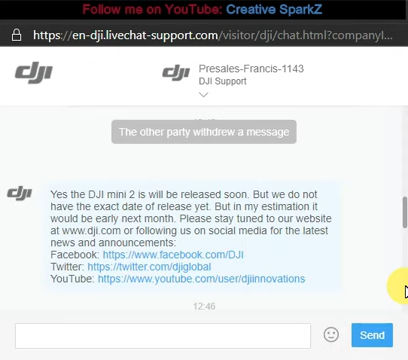 Follow me on YouTube: Creative SparkZ
https://en-dji.livechat-support.com/visitor/dji/chat.html?companyl...
dji
dji
Presales-Francis-1143
DJI Support
The other party withdrew a message
dji
Yes the DJI mini 2 is will be released soon. But we do not
have the exact date of release yet. But in my estimation it
would be early next month. Please stay tuned to our website
at www.dji.com or following us on social media for the latest
news and announcements:
Facebook: https://www.facebook.com/DJI
Twitter: https://twitter.com/djiglobal
YouTube: https://www.youtube.com/user/djiinnovations
12:46
Send